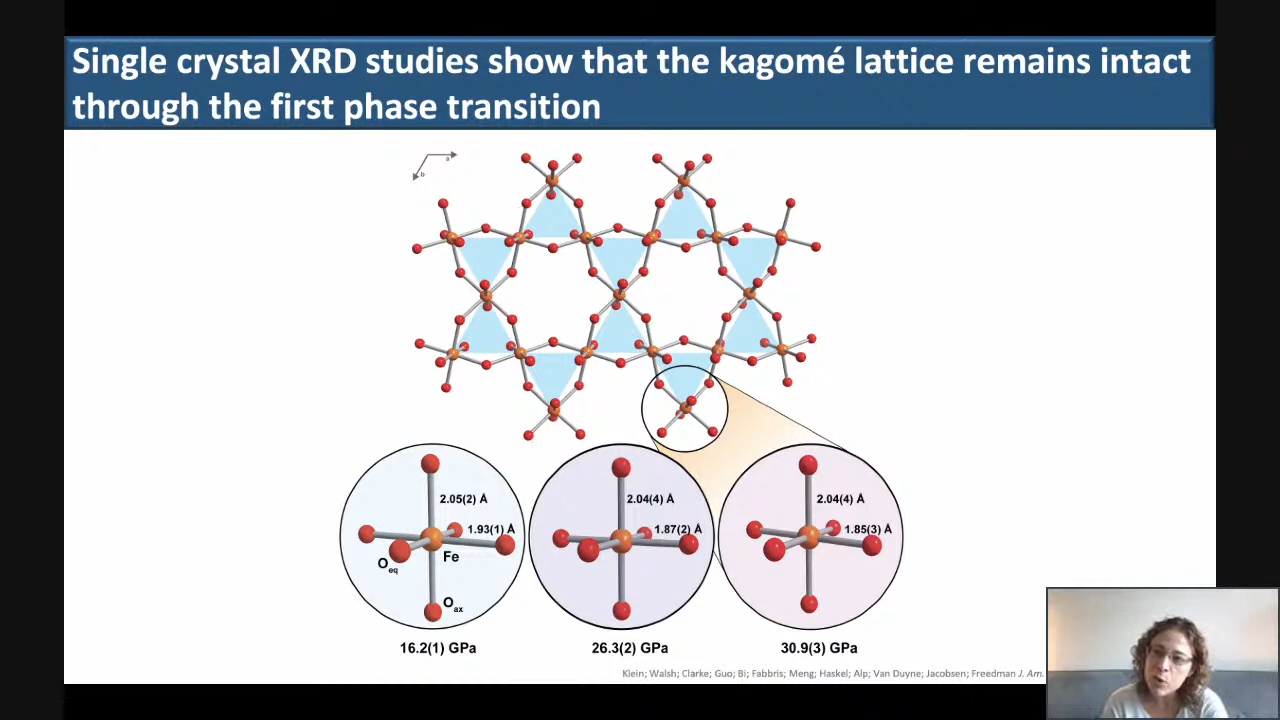 Single crystal XRD studies show that the kagomé lattice remains intact
through the first phase transition
a
b
2.05(2) Å
1.93(1) Å
Oeq
Fe
Oax
16.2(1) GPa
2.04(4) Å
1.87(2) Å
26.3(2) GPa
2.04(4) Å
1.85(3) Å
30.9(3) GPa
Klein; Walsh; Clarke; Guo; Bi; Fabbris; Meng; Haskel; Alp; Van Duyne; Jacobsen; Freedman J. Am.